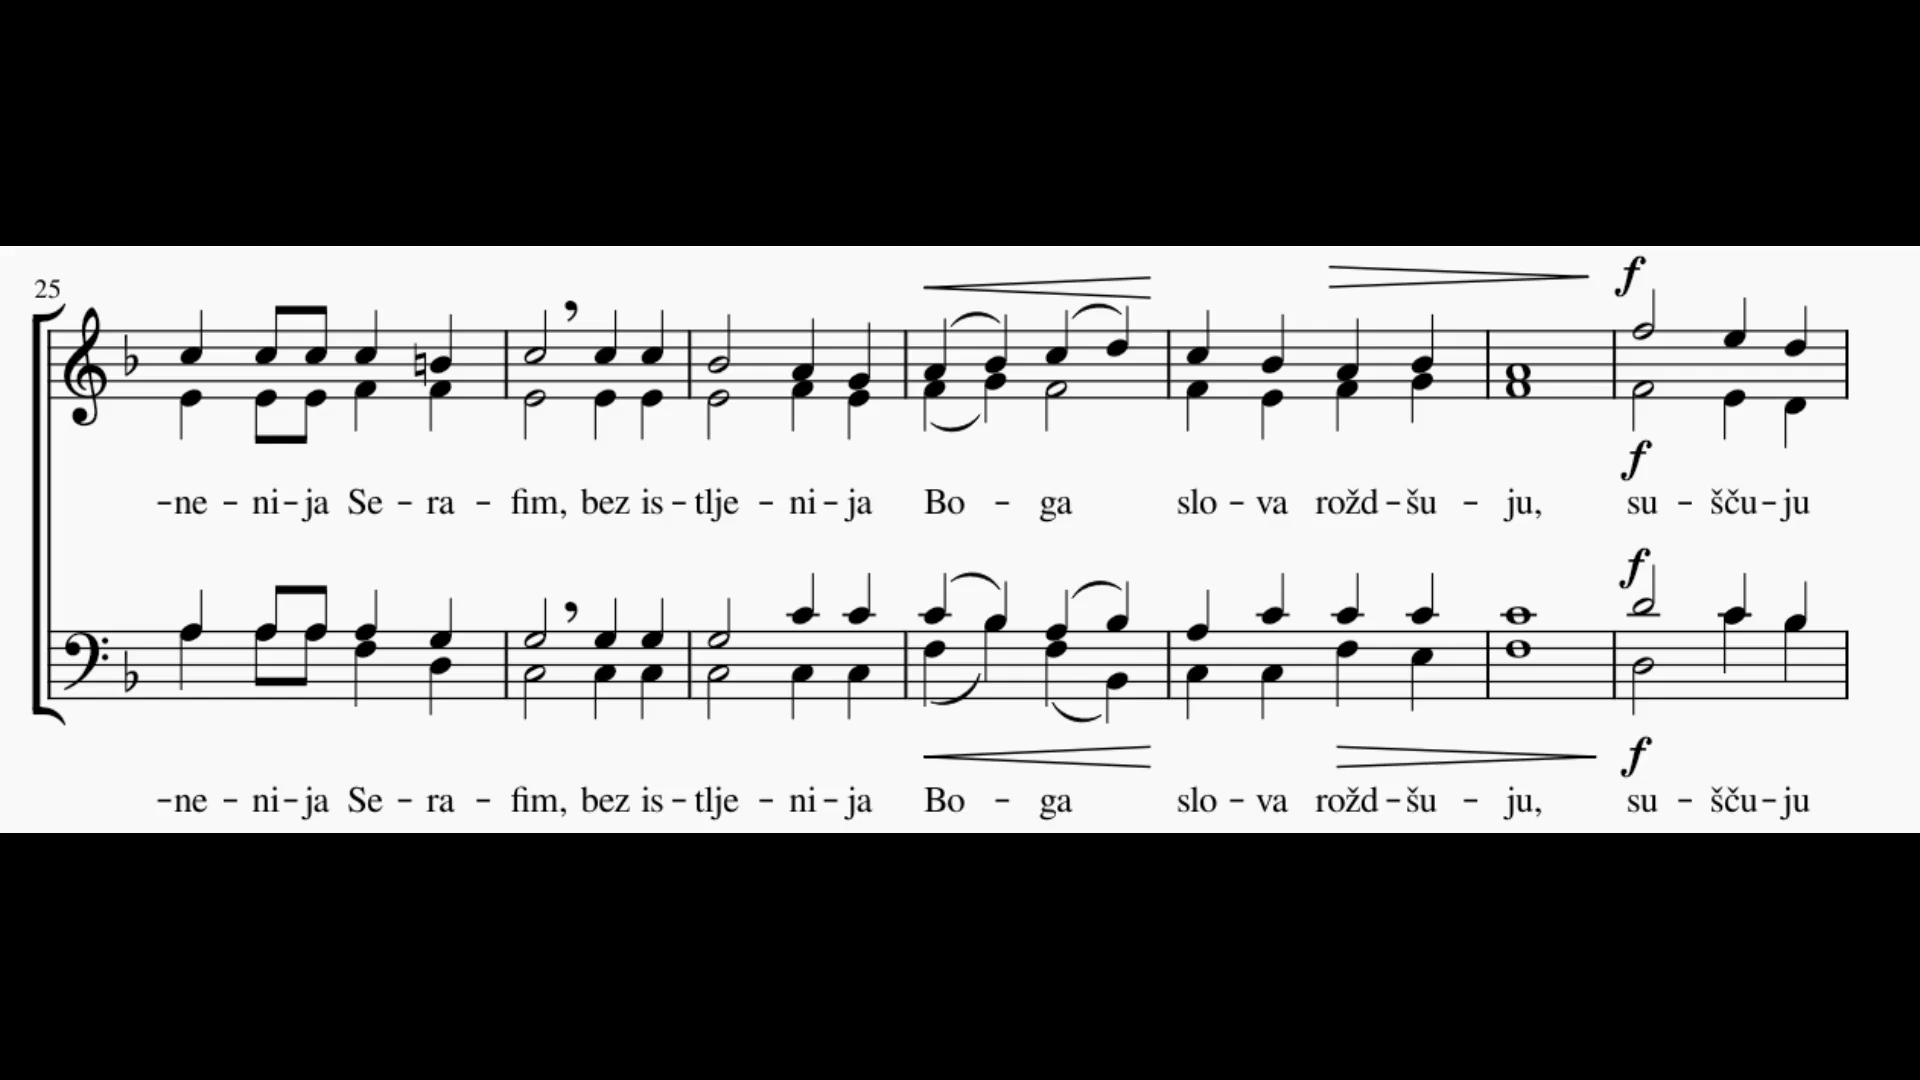 25
f
f
-ne - ni-ja Se - ra - fim, bez is-tlje - ni-ja Bo - ga slo-va rožd-šu - ju, su - šču-ju
f
f
-ne - ni-ja Se - ra - fim, bez is-tlje - ni-ja Bo - ga slo-va rožd-šu - ju, su - šču-ju